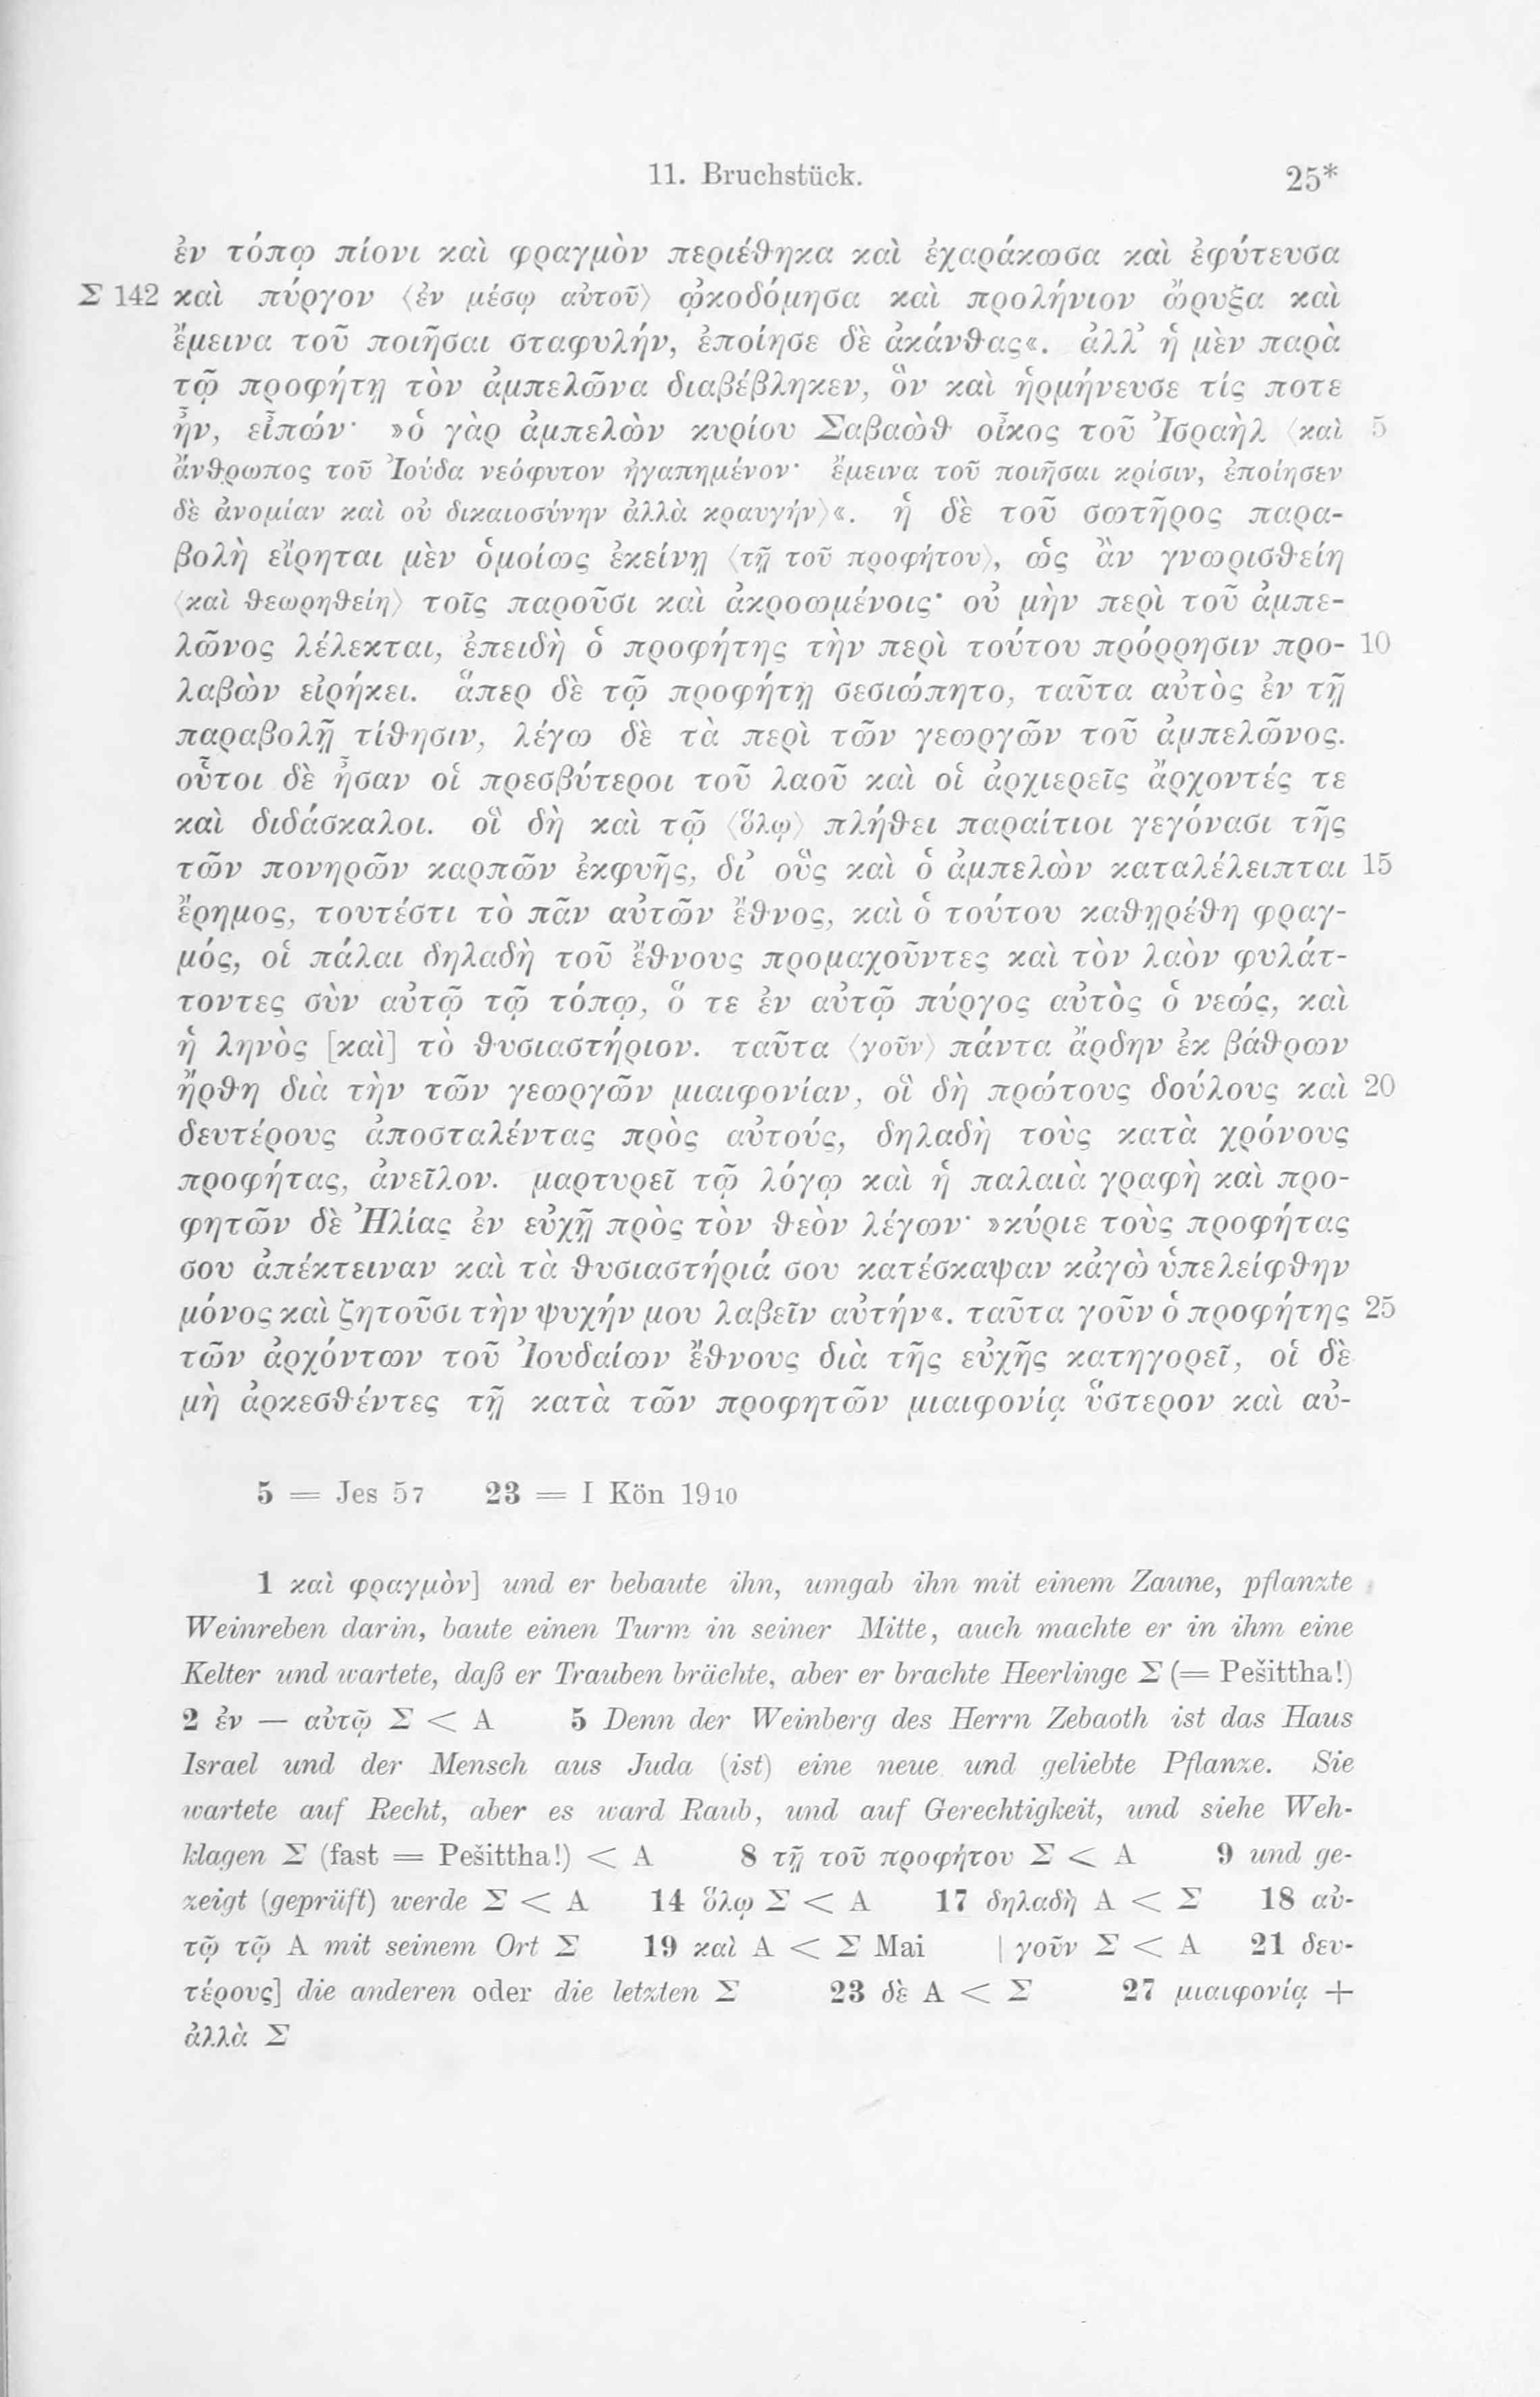 11. Bruchstück. 25*
ἐν τόπῳ πίονι καὶ φραγμὸν περιέθηκα καὶ ἐχαράκωσα καὶ ἐφύτευσα
Σ 142 καὶ πύργον ⟨ἐν μέσῳ αὐτοῦ⟩ ᾠκοδόμησα καὶ προλήνιον ὤρυξα καὶ
ἔμεινα τοῦ ποιῆσαι σταφυλήν, ἐποίησε δὲ ἀκάνθας«. ἀλλ’ ἡ μὲν παρὰ
τῷ προφήτῃ τὸν ἀμπελῶνα διαβέβληκεν, ὃν καὶ ἡρμήνευσε τίς ποτε
ἦν, εἰπών· »ὁ γὰρ ἀμπελὼν κυρίου Σαβαὼθ οἶκος τοῦ Ἰσραὴλ ⟨καὶ 5
ἄνθρωπος τοῦ Ἰούδα νεόφυτον ἠγαπημένον· ἔμεινα τοῦ ποιῆσαι κρίσιν, ἐποίησεν
δὲ ἀνομίαν καὶ οὐ δικαιοσύνην ἀλλὰ κραυγήν⟩«. ἡ δὲ τοῦ σωτῆρος παρα-
βολὴ εἴρηται μὲν ὁμοίως ἐκείνῃ ⟨τῇ τοῦ προφήτου⟩, ὡς ἂν γνωρισθείη
⟨καὶ θεωρηθείη⟩ τοῖς παροῦσι καὶ ἀκροωμένοις· οὐ μὴν περὶ τοῦ ἀμπε-
λῶνος λέλεκται, ἐπειδὴ ὁ προφήτης τὴν περὶ τούτου πρόρρησιν προ- 10
λαβὼν εἰρήκει. ἅπερ δὲ τῷ προφήτῃ σεσιώπητο, ταῦτα αὐτὸς ἐν τῇ
παραβολῇ τίθησιν, λέγω δὲ τὰ περὶ τῶν γεωργῶν τοῦ ἀμπελῶνος.
οὗτοι δὲ ἦσαν οἱ πρεσβύτεροι τοῦ λαοῦ καὶ οἱ ἀρχιερεῖς ἄρχοντές τε
καὶ διδάσκαλοι. οἳ δὴ καὶ τῷ ⟨ὅλῳ⟩ πλήθει παραίτιοι γεγόνασι τῆς
τῶν πονηρῶν καρπῶν ἐκφυῆς, δι’ οὓς καὶ ὁ ἀμπελὼν καταλέλειπται 15
ἔρημος, τουτέστι τὸ πᾶν αὐτῶν ἔθνος, καὶ ὁ τούτου καθῃρέθη φραγ-
μός, οἱ πάλαι δηλαδὴ τοῦ ἔθνους προμαχοῦντες καὶ τὸν λαὸν φυλάτ-
τοντες σὺν αὐτῷ τῷ τόπῳ, ὅ τε ἐν αὐτῷ πύργος αὐτὸς ὁ νεώς, καὶ
ἡ ληνὸς [καὶ] τὸ θυσιαστήριον. ταῦτα ⟨γοῦν⟩ πάντα ἄρδην ἐκ βάθρων
ἤρθη διὰ τὴν τῶν γεωργῶν μιαιφονίαν, οἳ δὴ πρώτους δούλους καὶ 20
δευτέρους ἀποσταλέντας πρὸς αὐτούς, δηλαδὴ τοὺς κατὰ χρόνους
προφήτας, ἀνεῖλον. μαρτυρεῖ τῷ λόγῳ καὶ ἡ παλαιὰ γραφὴ καὶ προ-
φητῶν δὲ Ἠλίας ἐν εὐχῇ πρὸς τὸν θεὸν λέγων· »κύριε τοὺς προφήτας
σου ἀπέκτειναν καὶ τὰ θυσιαστήριά σου κατέσκαψαν κἀγὼ ὑπελείφθην
μόνος καὶ ζητοῦσι τὴν ψυχήν μου λαβεῖν αὐτήν«. ταῦτα γοῦν ὁ προφήτης 25
τῶν ἀρχόντων τοῦ Ἰουδαίων ἔθνους διὰ τῆς εὐχῆς κατηγορεῖ, οἱ δὲ
μὴ ἀρκεσθέντες τῇ κατὰ τῶν προφητῶν μιαιφονίᾳ ὕστερον καὶ αὐ-
5 = Jes 5 7 23 = I Kön 19 10
1 καὶ φραγμὸν] und er bebaute ihn, umgab ihn mit einem Zaune, pflanzte
Weinreben darin, baute einen Turm in seiner Mitte, auch machte er in ihm eine
Kelter und wartete, daß er Trauben brächte, aber er brachte Heerlinge Σ (= Pešittha!)
2 ἐν — αὐτῷ Σ < A 5 Denn der Weinberg des Herrn Zebaoth ist das Haus
Israel und der Mensch aus Juda (ist) eine neue und geliebte Pflanze. Sie
wartete auf Recht, aber es ward Raub, und auf Gerechtigkeit, und siehe Weh-
klagen Σ (fast = Pešittha!) < A 8 τῇ τοῦ προφήτου Σ < A 9 und ge-
zeigt (geprüft) werde Σ < A 14 ὅλῳ Σ < A 17 δηλαδὴ A < Σ 18 αὐ-
τῷ τῷ A mit seinem Ort Σ 19 καὶ A < Σ Mai | γοῦν Σ < A 21 δευ-
τέρους] die anderen oder die letzten Σ 23 δὲ A < Σ 27 μιαιφονίᾳ +
ἀλλὰ Σ